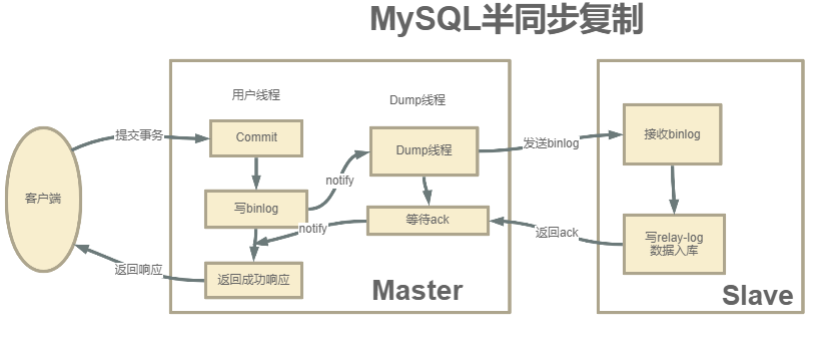 MySQL半同步复制
用户线程
Dump线程
提交事务
Commit
Dump线程
发送binlog
接收binlog
客户端
notify
写binlog
等待ack
notify
返回ack
写relay-log
数据入库
返回响应
返回成功响应
Master
Slave